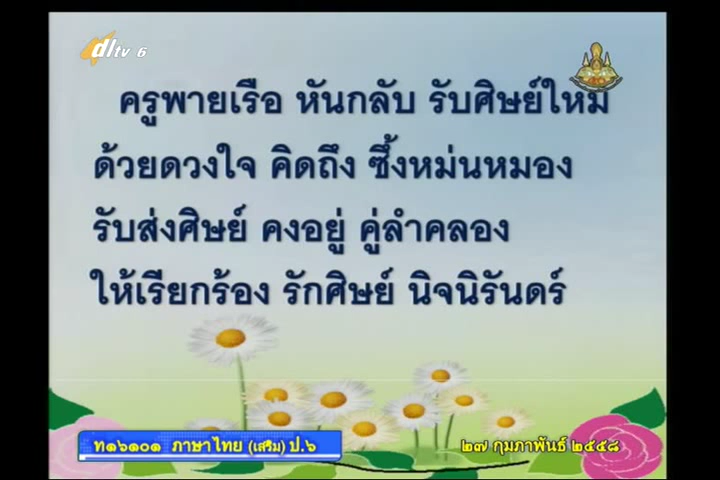 dltv 6
ครูพายเรือ หันกลับ รับศิษย์ใหม่
ด้วยดวงใจ คิดถึง ซึ้งหม่นหมอง
รับส่งศิษย์ คงอยู่ คู่ลำคลอง
ให้เรียกร้อง รักศิษย์ นิจนิรันดร์
ท๑๖๑๐๑ ภาษาไทย (เสริม) ป.๖
๒๗ กุมภาพันธ์ ๒๕๕๘